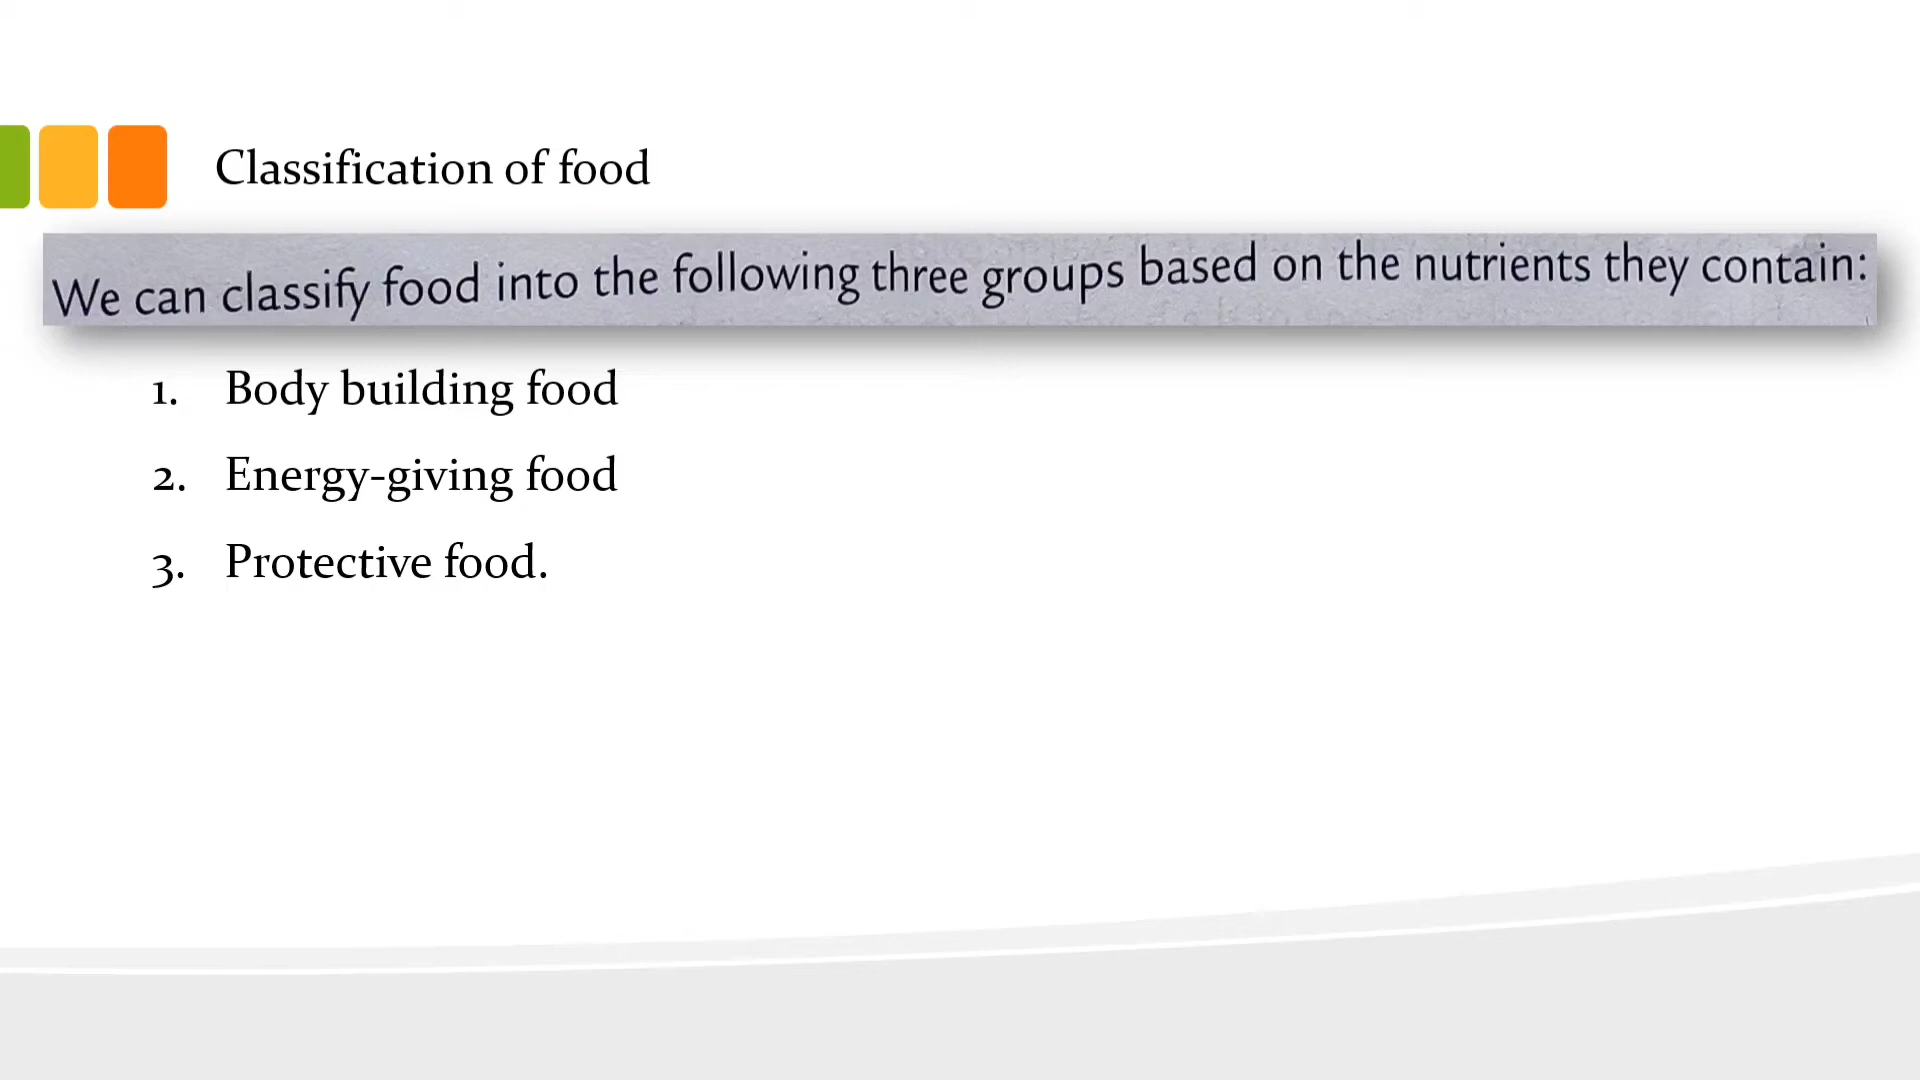 Classification of food
We can classify food into the following three groups based on the nutrients they contain:
1. Body building food
2. Energy-giving food
3. Protective food.